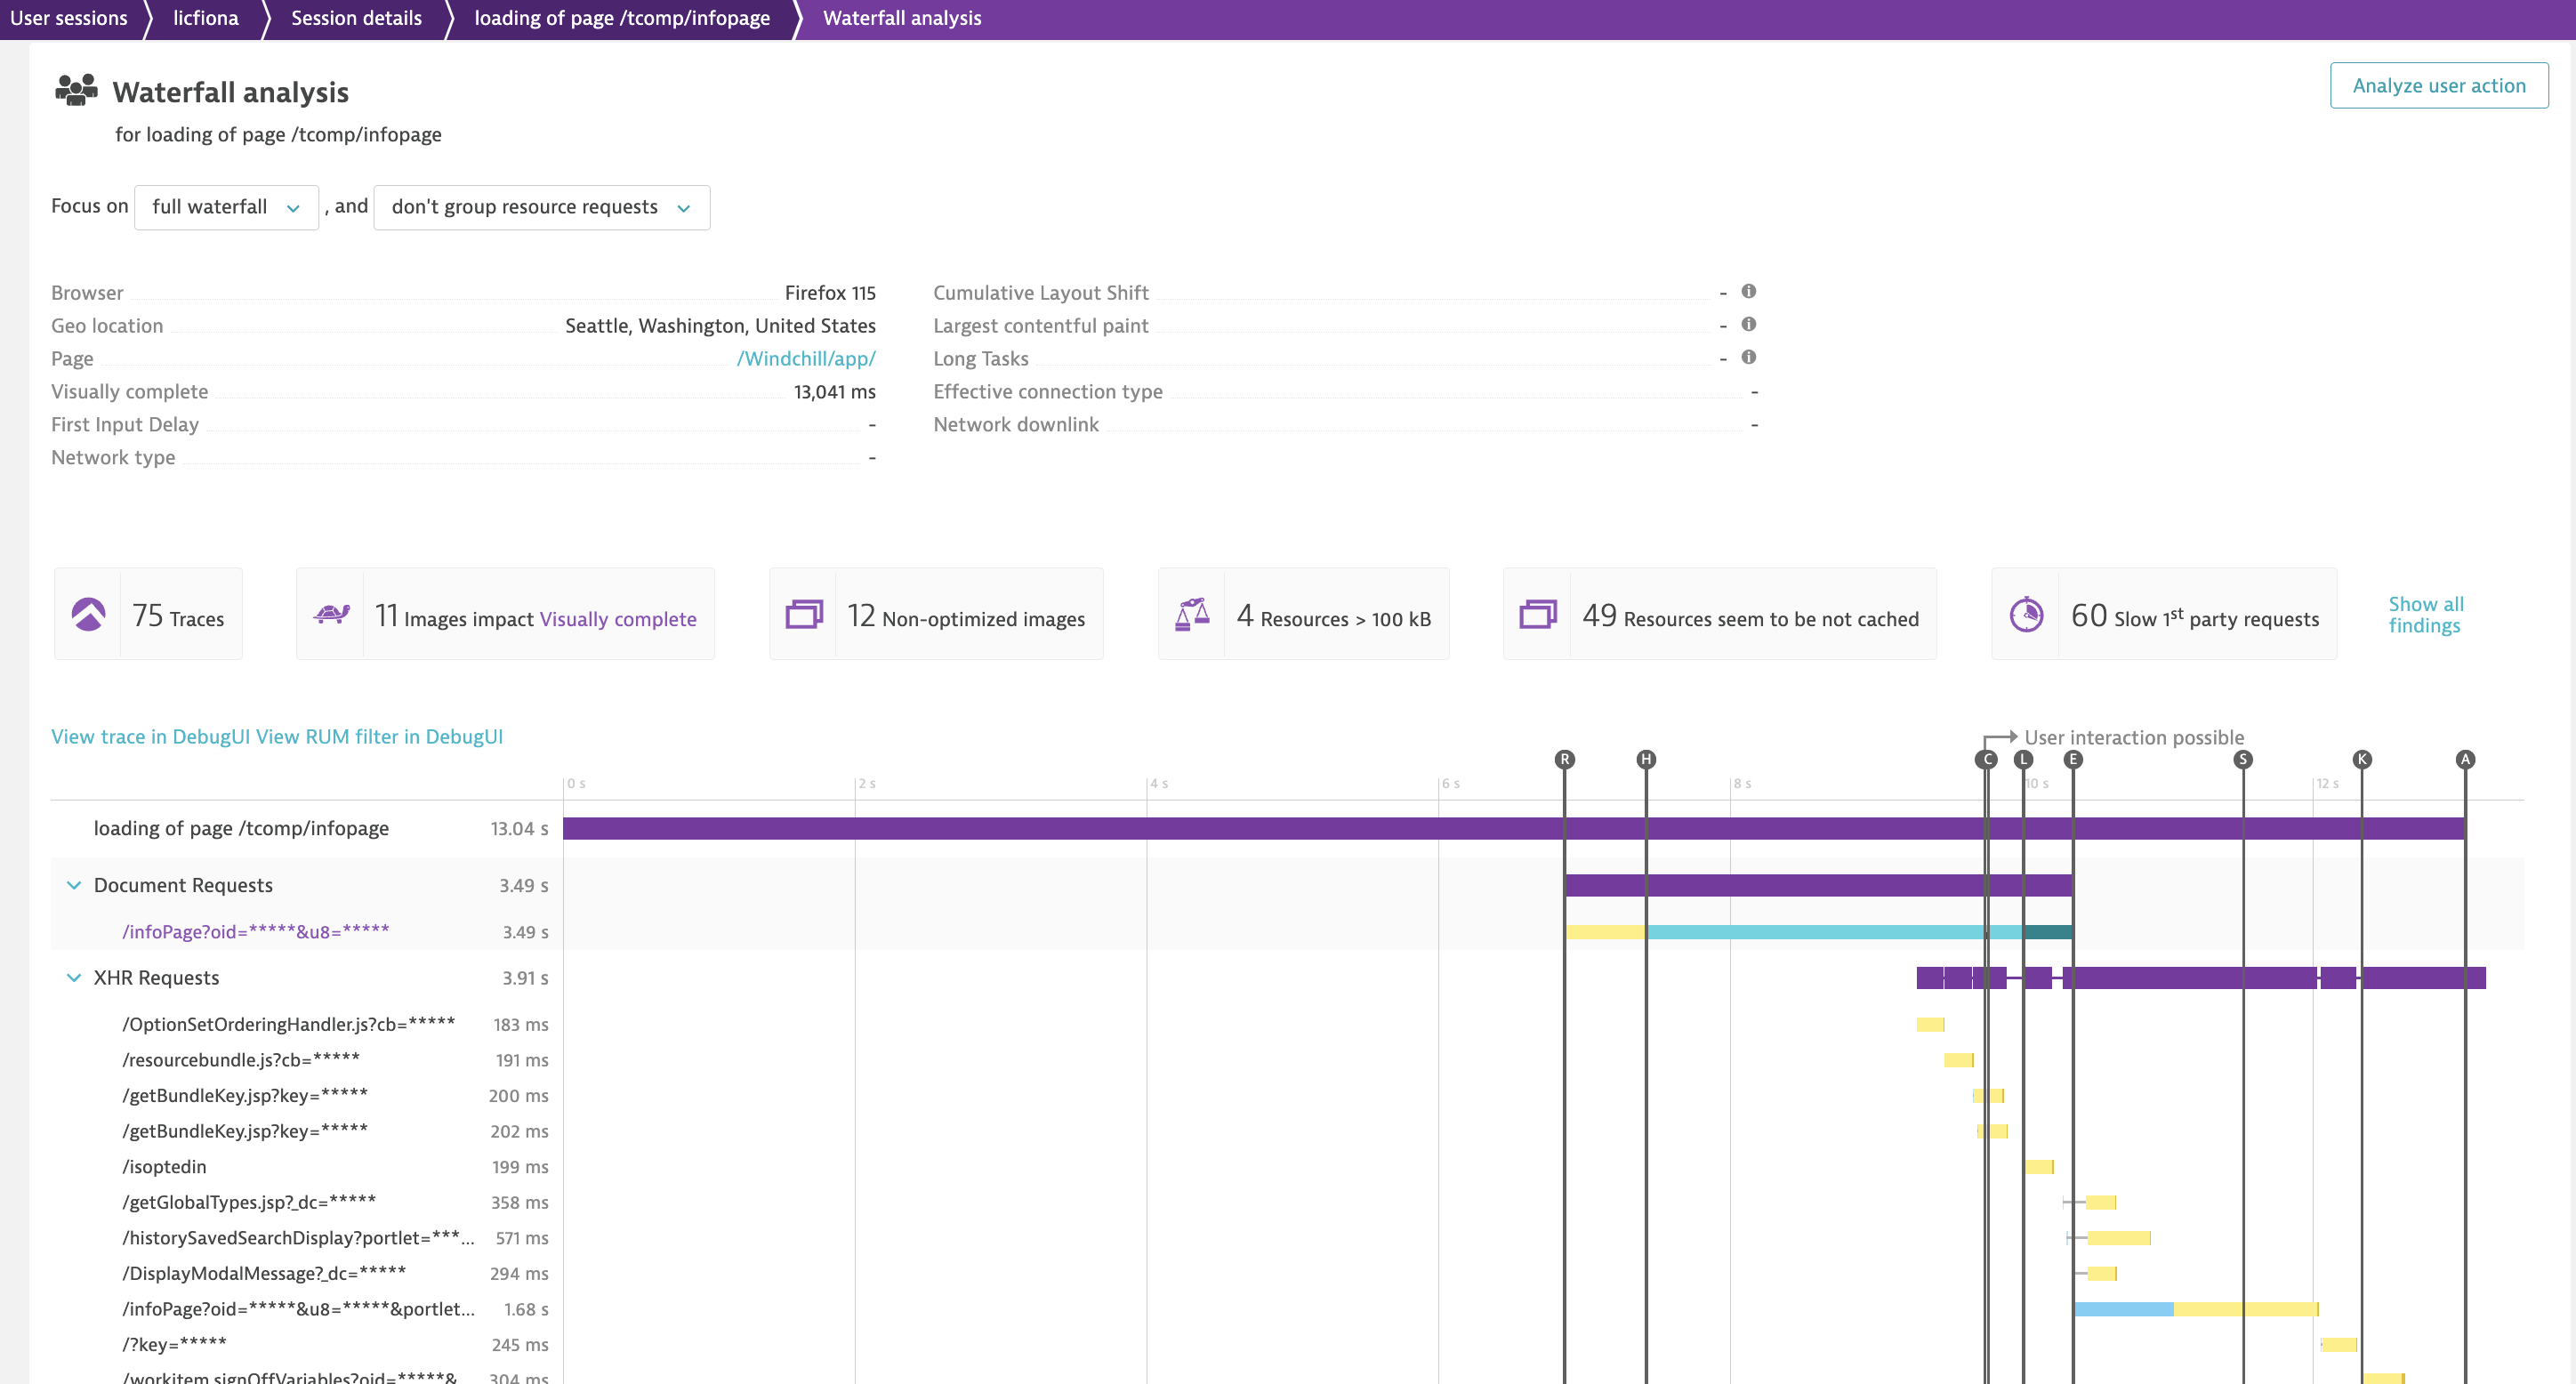 User sessions
licfiona
Session details
loading of page /tcomp/infopage
Waterfall analysis
Waterfall analysis
for loading of page /tcomp/infopage
Analyze user action
Focus on full waterfall , and don't group resource requests
Browser Firefox 115
Geo location Seattle, Washington, United States
Page /Windchill/app/
Visually complete 13,041 ms
First Input Delay -
Network type -
Cumulative Layout Shift -
Largest contentful paint -
Long Tasks -
Effective connection type -
Network downlink -
75 Traces
11 Images impact Visually complete
12 Non-optimized images
4 Resources > 100 kB
49 Resources seem to be not cached
60 Slow 1st party requests
Show all
findings
View trace in DebugUI View RUM filter in DebugUI
User interaction possible
R H C L E S K A
0 s 2 s 4 s 6 s 8 s 10 s 12 s
loading of page /tcomp/infopage 13.04 s
Document Requests 3.49 s
/infoPage?oid=*****&u8=***** 3.49 s
XHR Requests 3.91 s
/OptionSetOrderingHandler.js?cb=***** 183 ms
/resourcebundle.js?cb=***** 191 ms
/getBundleKey.jsp?key=***** 200 ms
/getBundleKey.jsp?key=***** 202 ms
/isoptedin 199 ms
/getGlobalTypes.jsp?_dc=***** 358 ms
/historySavedSearchDisplay?portlet=***... 571 ms
/DisplayModalMessage?_dc=***** 294 ms
/infoPage?oid=*****&u8=*****&portlet... 1.68 s
/?key=***** 245 ms
/workitem.signOffVariables?oid=*****& 304 ms